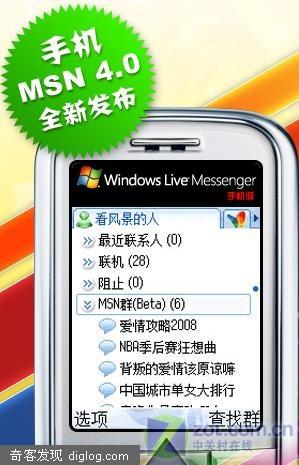 手机
MSN 4.0
全新发布
Windows Live Messenger
手机版
看风景的人
最近联系人 (0)
联机 (28)
阻止 (0)
MSN群(Beta) (6)
爱情攻略2008
NBA季后赛狂想曲
背叛的爱情该原谅嘛
中国城市单女大排行
选项
查找群
zol.com.cn
中关村在线
奇客发现 diglog.com